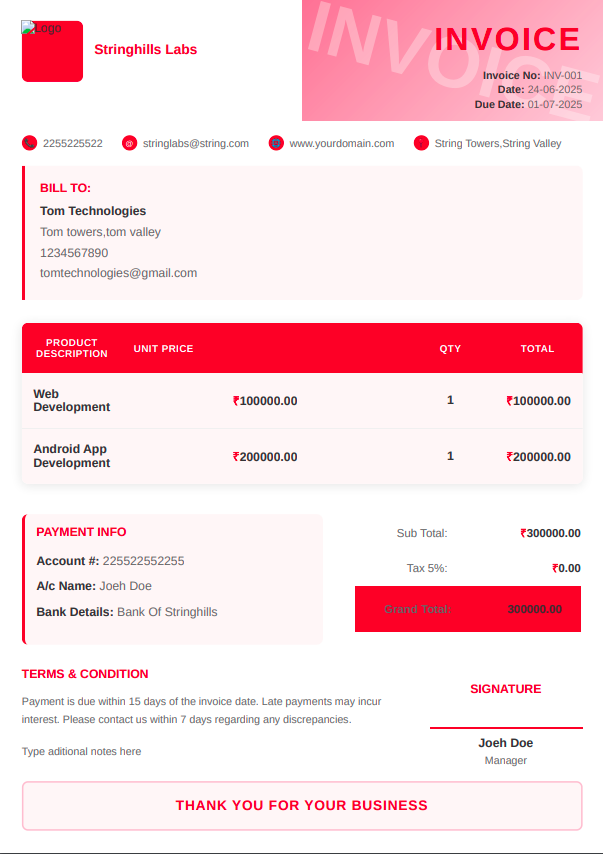 Logo
Stringhills Labs
INVOICE
INVOICE
Invoice No: INV-001
Date: 24-06-2025
Due Date: 01-07-2025
2255225522 @ stringlabs@string.com www.yourdomain.com String Towers,String Valley
BILL TO:
Tom Technologies
Tom towers,tom valley
1234567890
tomtechnologies@gmail.com
PRODUCT DESCRIPTION UNIT PRICE QTY TOTAL
Web Development ₹100000.00 1 ₹100000.00
Android App Development ₹200000.00 1 ₹200000.00
PAYMENT INFO
Account #: 225522552255
A/c Name: Joeh Doe
Bank Details: Bank Of Stringhills
Sub Total: ₹300000.00
Tax 5%: ₹0.00
Grand Total: 300000.00
TERMS & CONDITION
Payment is due within 15 days of the invoice date. Late payments may incur
interest. Please contact us within 7 days regarding any discrepancies.
Type aditional notes here
SIGNATURE
Joeh Doe
Manager
THANK YOU FOR YOUR BUSINESS